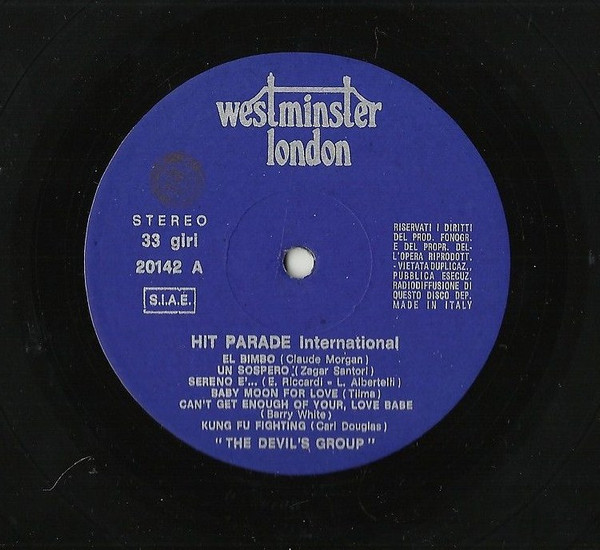 westminster
london
STEREO
33 giri
20142 A
S.I.A.E.
RISERVATI I DIRITTI
DEL PROD. FONOGR.
E DEL PROPR. DEL-
L'OPERA RIPRODOTT.
- VIETATA DUPLICAZ.,
PUBBLICA ESECUZ.
RADIODIFFUSIONE DI
QUESTO DISCO DEP.
MADE IN ITALY
HIT PARADE International
EL BIMBO (Claude Morgan)
UN SOSPERO (Zagar Santori)
SERENO E'... (E. Riccardi - L. Albertelli)
BABY MOON FOR LOVE (Tilma)
CAN'T GET ENOUGH OF YOUR, LOVE BABE
(Barry White)
KUNG FU FIGHTING (Carl Douglas)
"THE DEVIL'S GROUP"